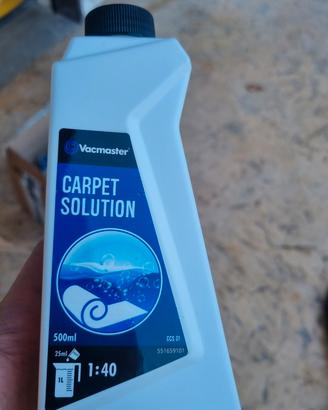 Vacmaster
CARPET
SOLUTION
500ml
CCS 01
551659101
25ml
1L
1:40